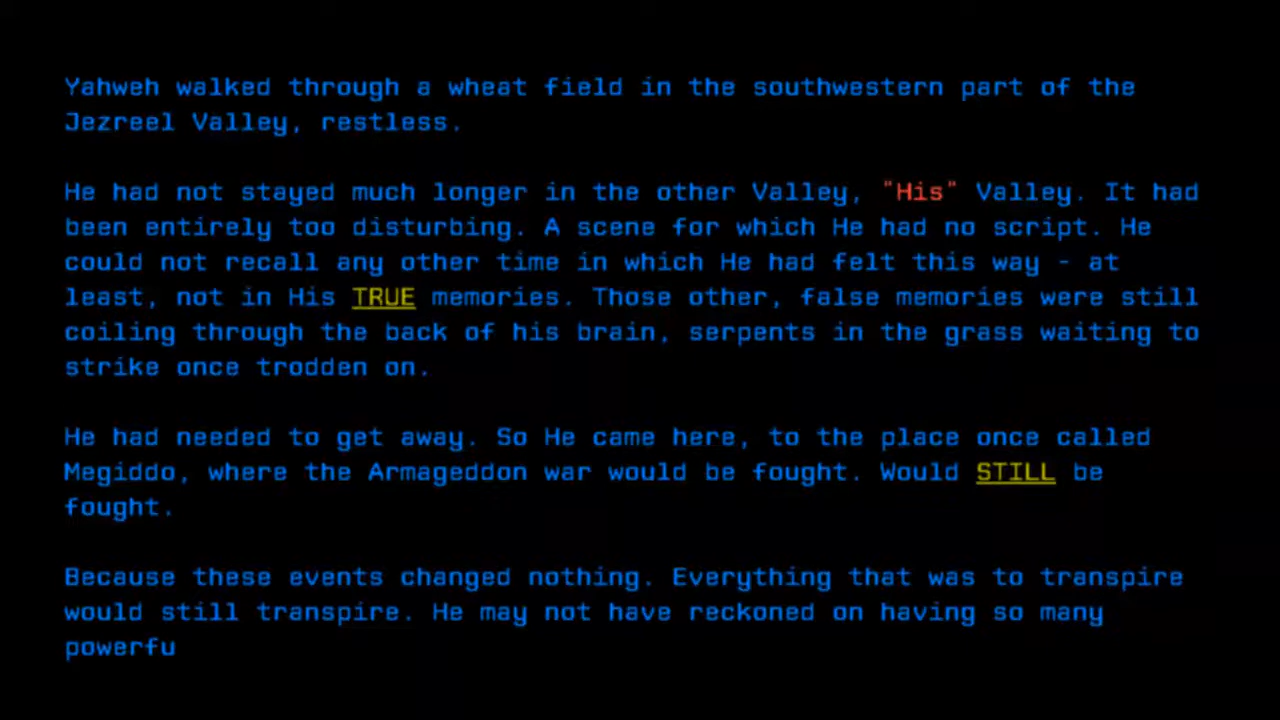 Yahweh walked through a wheat field in the southwestern part of the
Jezreel Valley, restless.
He had not stayed much longer in the other Valley, "His" Valley. It had
been entirely too disturbing. A scene for which He had no script. He
could not recall any other time in which He had felt this way - at
least, not in His TRUE memories. Those other, false memories were still
coiling through the back of his brain, serpents in the grass waiting to
strike once trodden on.
He had needed to get away. So He came here, to the place once called
Megiddo, where the Armageddon war would be fought. Would STILL be
fought.
Because these events changed nothing. Everything that was to transpire
would still transpire. He may not have reckoned on having so many
powerfu